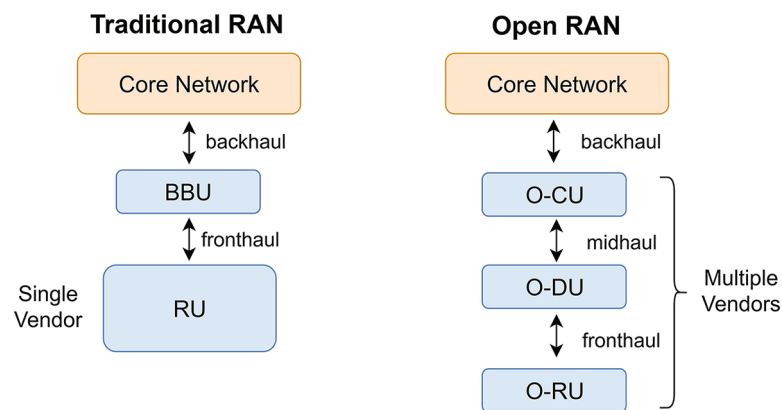 Traditional RAN
Core Network
backhaul
BBU
fronthaul
RU
Single
Vendor
Open RAN
Core Network
backhaul
O-CU
midhaul
O-DU
fronthaul
O-RU
Multiple
Vendors